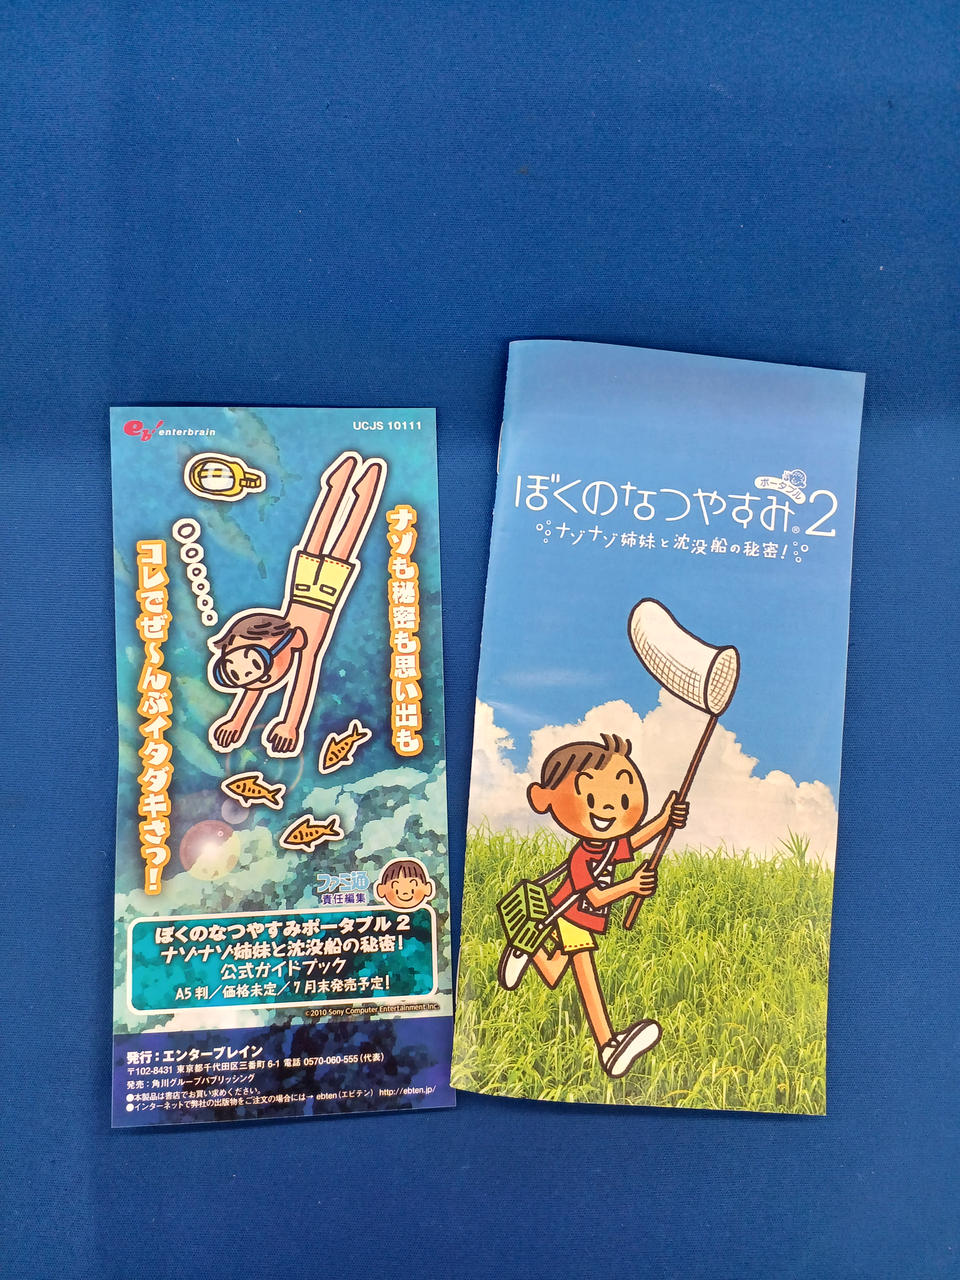 eb! enterbrain
UCJS 10111
ナゾも秘密も思い出も
コレでぜ〜んぶイタダキさっ!
ファミ通
責任編集
ぼくのなつやすみポータブル2
ナゾナゾ姉妹と沈没船の秘密!
公式ガイドブック
A5判/価格未定/7月末発売予定!
©2010 Sony Computer Entertainment Inc.
発行:エンターブレイン
〒102-8431 東京都千代田区三番町6-1 電話 0570-060-555(代表)
発売:角川グループパブリッシング
●本製品は書店でお買い求めください。
●インターネットで弊社の出版物をご注文の場合には→ebten(エビテン) http://ebten.jp/
ぼくのなつやすみ®ポータブル2
ナゾナゾ姉妹と沈没船の秘密!